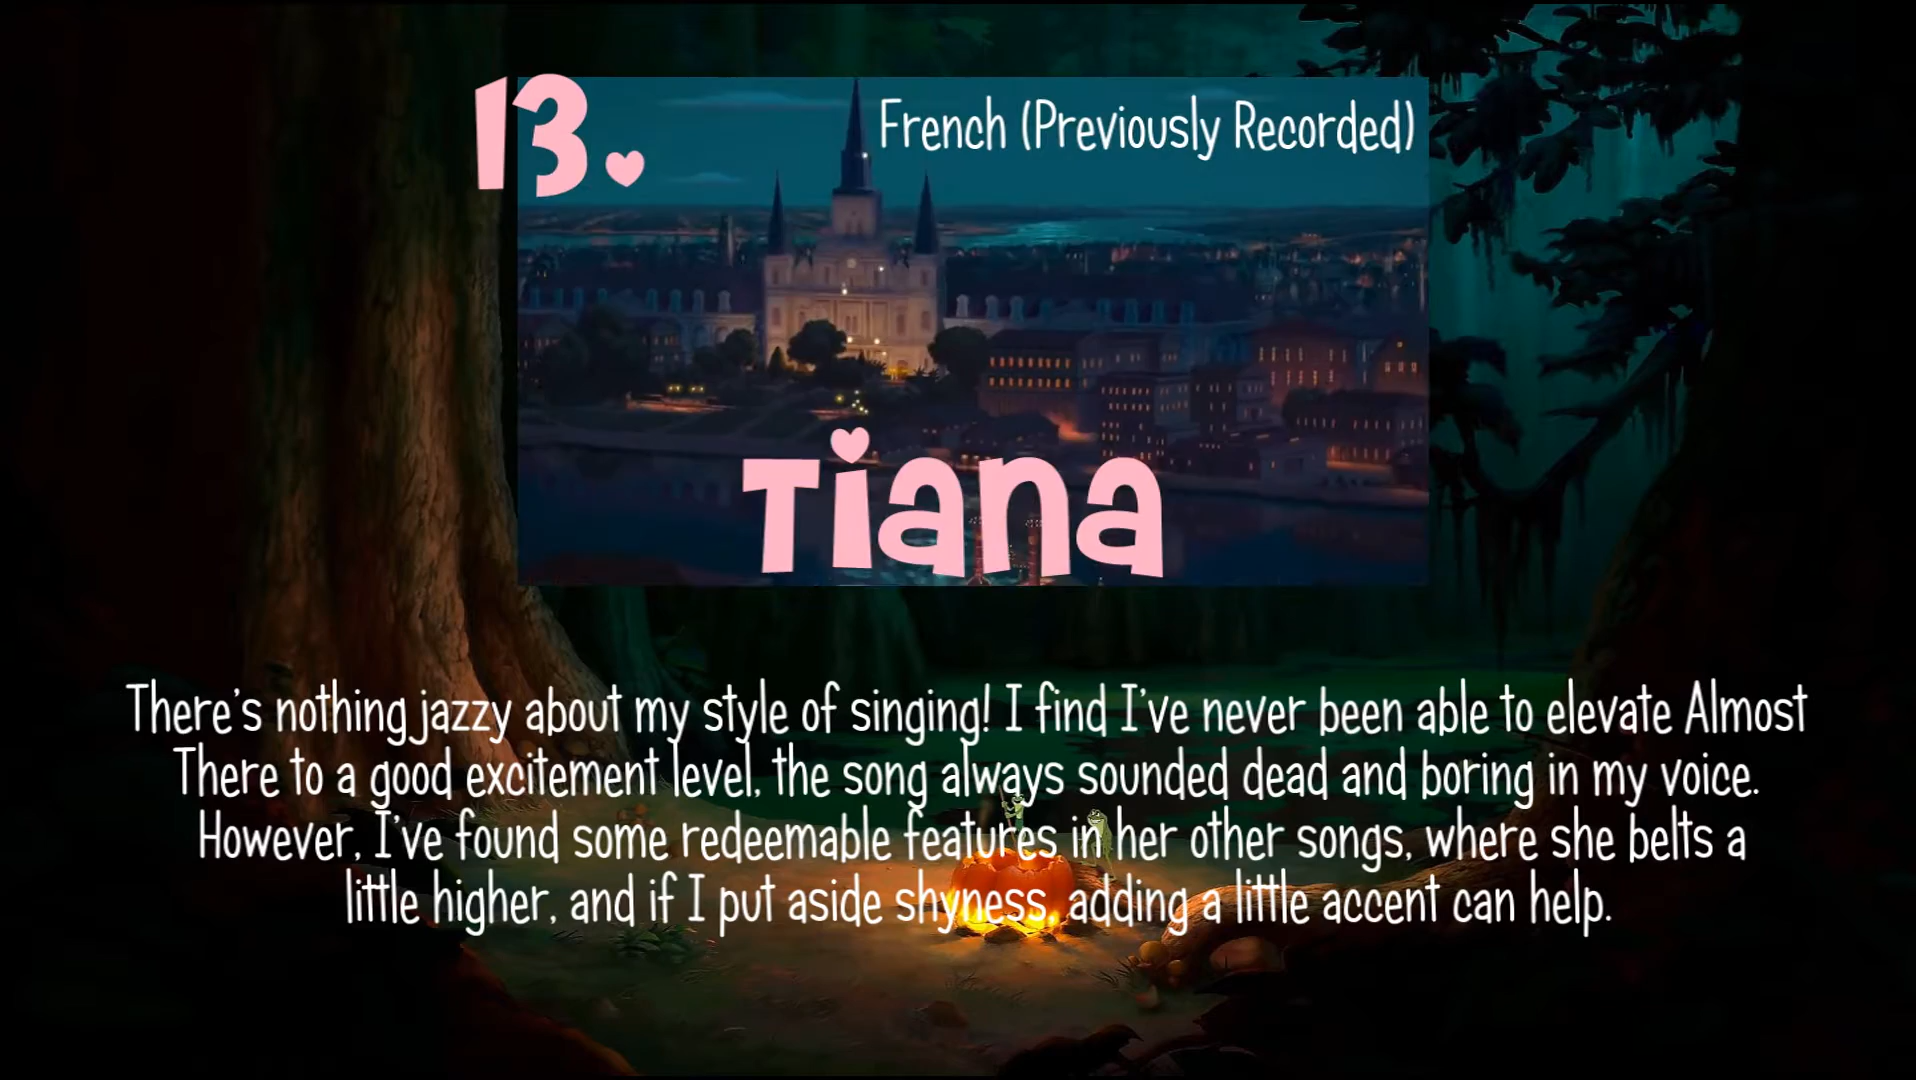 13.
French (Previously Recorded)
Tiana
There's nothing jazzy about my style of singing! I find I've never been able to elevate Almost
There to a good excitement level, the song always sounded dead and boring in my voice.
However, I've found some redeemable features in her other songs, where she belts a
little higher, and if I put aside shyness, adding a little accent can help.